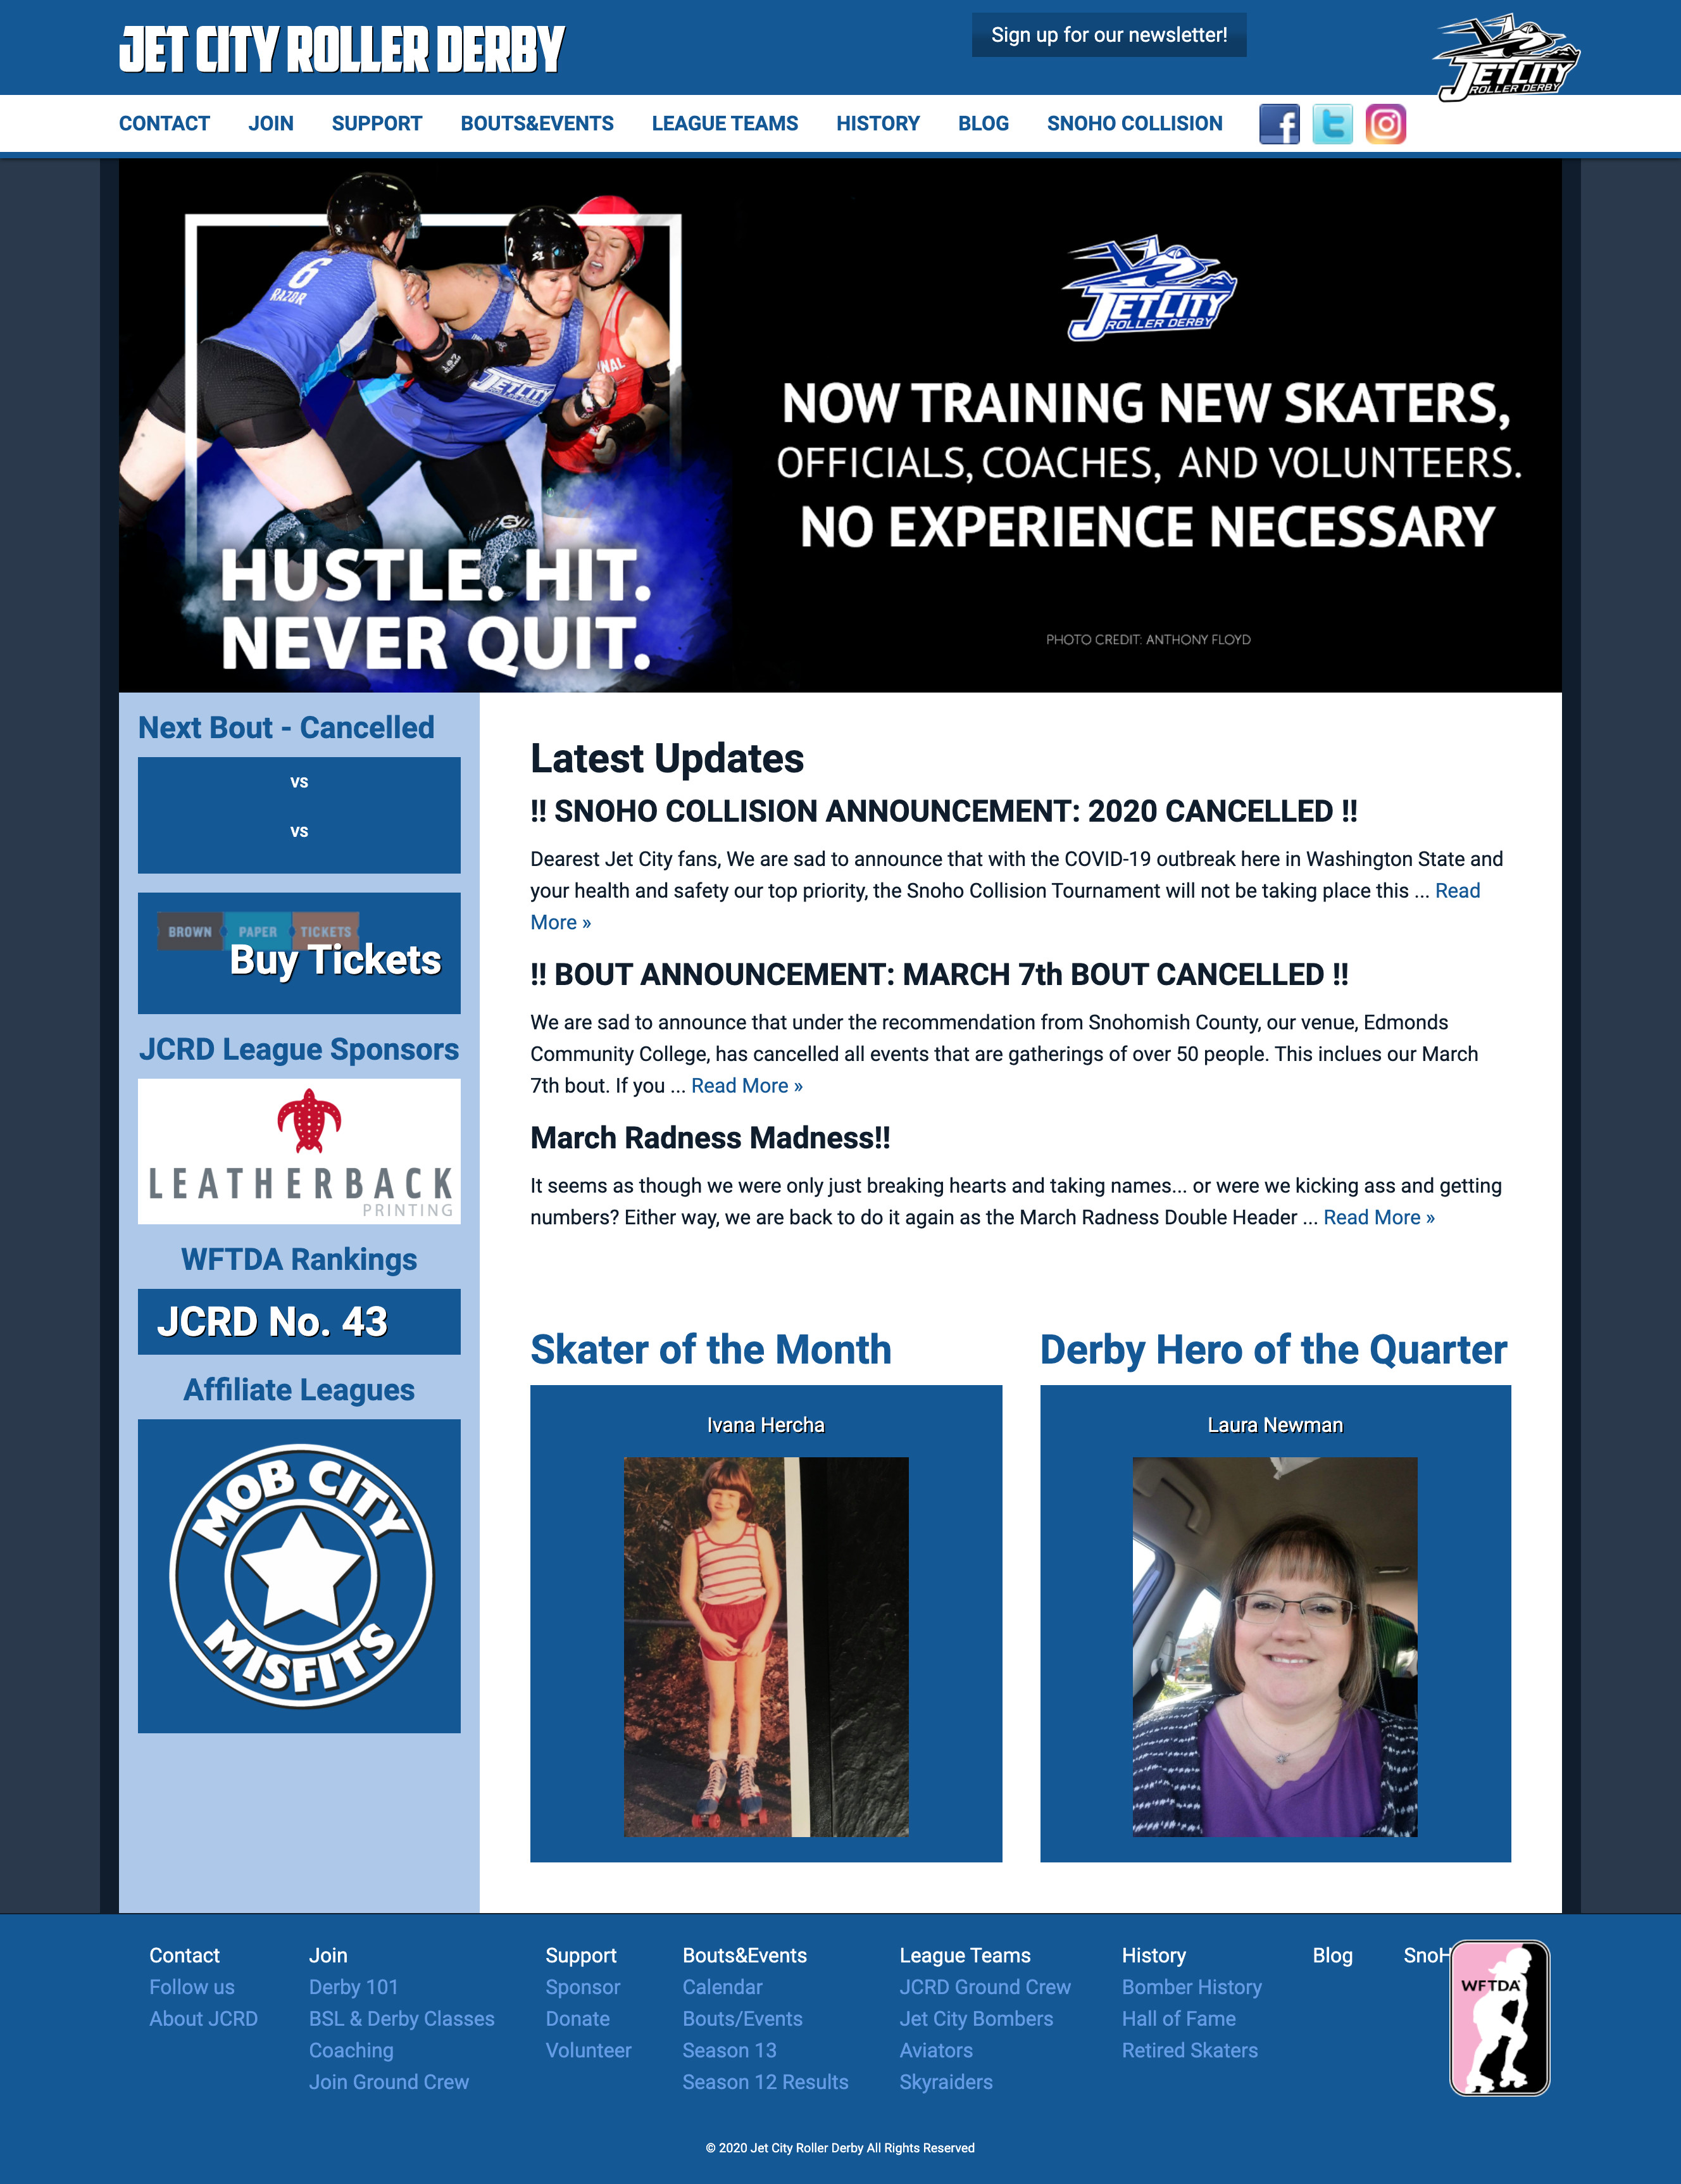 JET CITY ROLLER DERBY
Sign up for our newsletter!
JETCITY
ROLLER DERBY
CONTACT
JOIN
SUPPORT
BOUTS&EVENTS
LEAGUE TEAMS
HISTORY
BLOG
SNOHO COLLISION
6
RAZOR
2
JETCITY
ROLLER DERBY
HUSTLE. HIT.
NEVER QUIT.
JETCITY
ROLLER DERBY
NOW TRAINING NEW SKATERS,
OFFICIALS, COACHES, AND VOLUNTEERS.
NO EXPERIENCE NECESSARY
PHOTO CREDIT: ANTHONY FLOYD
Next Bout - Cancelled
vs
vs
BROWN PAPER TICKETS
Buy Tickets
JCRD League Sponsors
LEATHERBACK
PRINTING
WFTDA Rankings
JCRD No. 43
Affiliate Leagues
MOB CITY
MISFITS
Latest Updates
!! SNOHO COLLISION ANNOUNCEMENT: 2020 CANCELLED !!
Dearest Jet City fans, We are sad to announce that with the COVID-19 outbreak here in Washington State and
your health and safety our top priority, the Snoho Collision Tournament will not be taking place this ... Read
More »
!! BOUT ANNOUNCEMENT: MARCH 7th BOUT CANCELLED !!
We are sad to announce that under the recommendation from Snohomish County, our venue, Edmonds
Community College, has cancelled all events that are gatherings of over 50 people. This inclues our March
7th bout. If you ... Read More »
March Radness Madness!!
It seems as though we were only just breaking hearts and taking names... or were we kicking ass and getting
numbers? Either way, we are back to do it again as the March Radness Double Header ... Read More »
Skater of the Month
Ivana Hercha
Derby Hero of the Quarter
Laura Newman
Contact
Follow us
About JCRD
Join
Derby 101
BSL & Derby Classes
Coaching
Join Ground Crew
Support
Sponsor
Donate
Volunteer
Bouts&Events
Calendar
Bouts/Events
Season 13
Season 12 Results
League Teams
JCRD Ground Crew
Jet City Bombers
Aviators
Skyraiders
History
Bomber History
Hall of Fame
Retired Skaters
Blog
SnoH
WFTDA
© 2020 Jet City Roller Derby All Rights Reserved